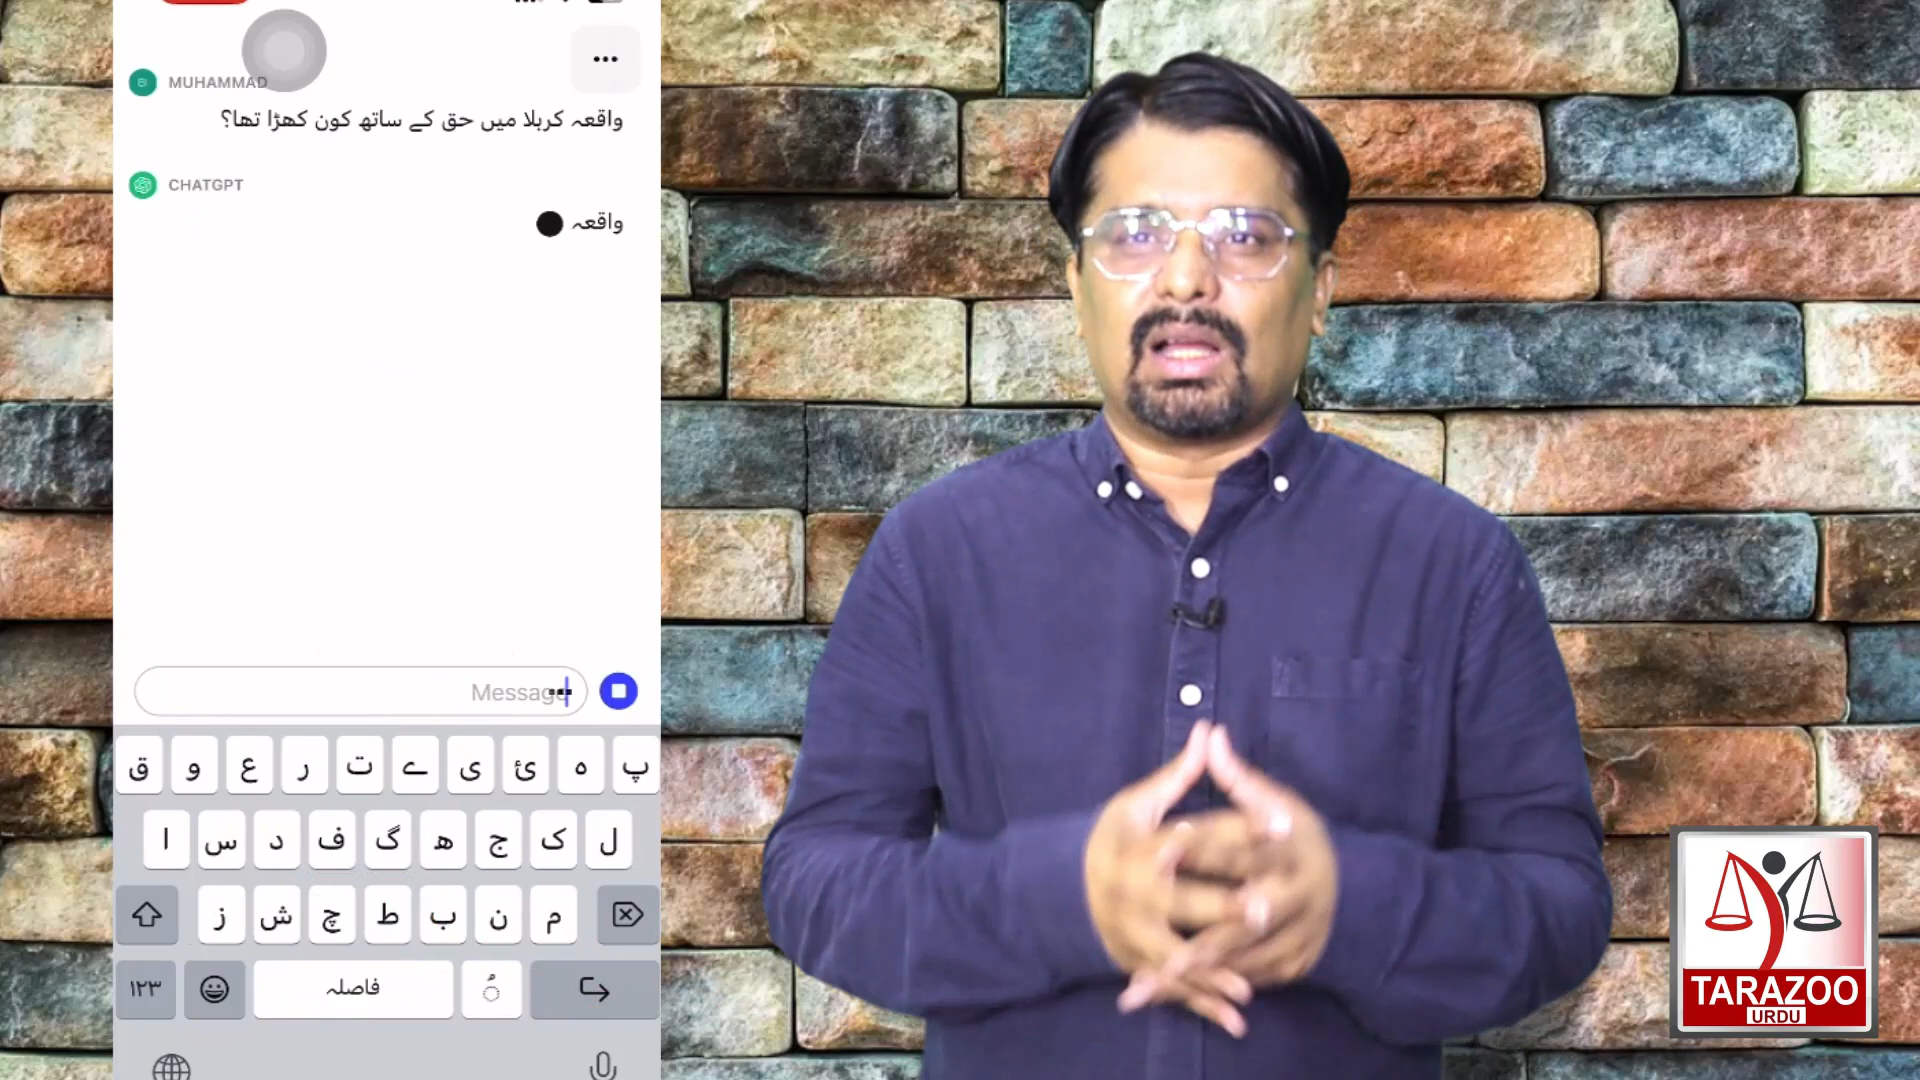 MUHAMMAD
واقعہ کربلا میں حق کے ساتھ کون کھڑا تھا؟
CHATGPT
واقعہ
Message
ق و ع ر ت ے ی ئ ہ پ
ا س د ف گ ھ ج ک ل
ز ش چ ط ب ن م
۱۲۳
فاصلہ
TARAZOO
URDU